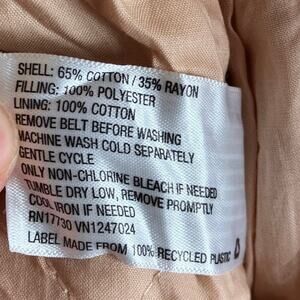 SHELL: 65% COTTON / 35% RAYON
FILLING: 100% POLYESTER
LINING: 100% COTTON
REMOVE BELT BEFORE WASHING
MACHINE WASH COLD SEPARATELY
GENTLE CYCLE
ONLY NON-CHLORINE BLEACH IF NEEDED
TUMBLE DRY LOW, REMOVE PROMPTLY
COOL IRON IF NEEDED
RN17730 VN1247024
LABEL MADE FROM 100% RECYCLED PLASTIC